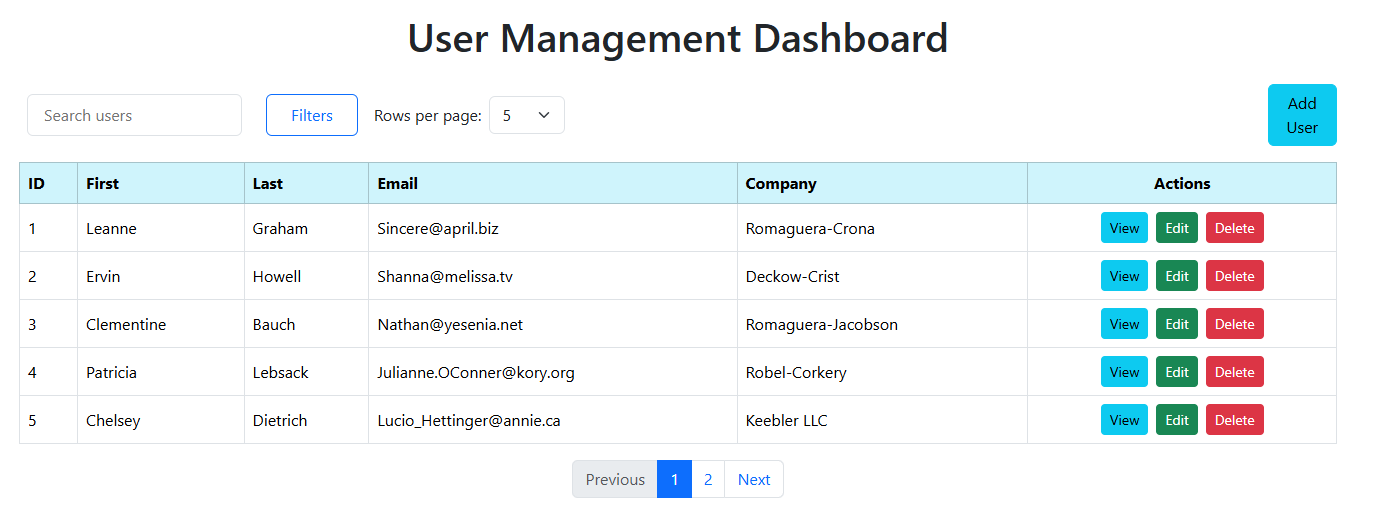 User Management Dashboard
Search users Filters Rows per page: 5 Add User
ID First Last Email Company Actions
1 Leanne Graham Sincere@april.biz Romaguera-Crona View Edit Delete
2 Ervin Howell Shanna@melissa.tv Deckow-Crist View Edit Delete
3 Clementine Bauch Nathan@yesenia.net Romaguera-Jacobson View Edit Delete
4 Patricia Lebsack Julianne.OConner@kory.org Robel-Corkery View Edit Delete
5 Chelsey Dietrich Lucio_Hettinger@annie.ca Keebler LLC View Edit Delete
Previous 1 2 Next